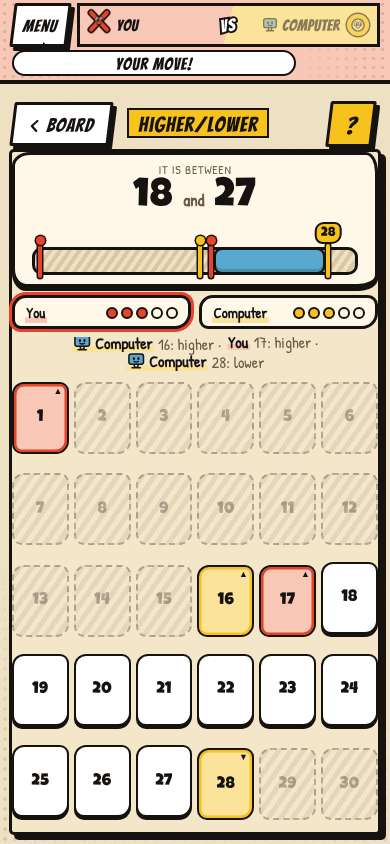 MENU
YOU
VS
COMPUTER
YOUR MOVE!
< BOARD
HIGHER/LOWER
?
IT IS BETWEEN
18 and 27
28
You
Computer
Computer 16: higher · You 17: higher ·
Computer 28: lower
1 2 3 4 5 6
7 8 9 10 11 12
13 14 15 16 17 18
19 20 21 22 23 24
25 26 27 28 29 30